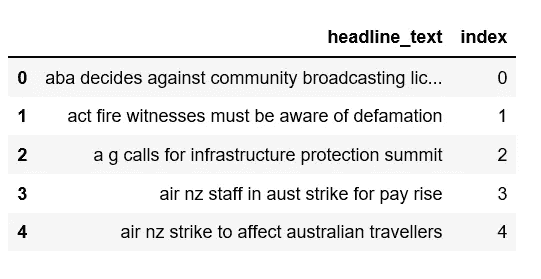 headline_text index
0 aba decides against community broadcasting lic... 0
1 act fire witnesses must be aware of defamation 1
2 a g calls for infrastructure protection summit 2
3 air nz staff in aust strike for pay rise 3
4 air nz strike to affect australian travellers 4